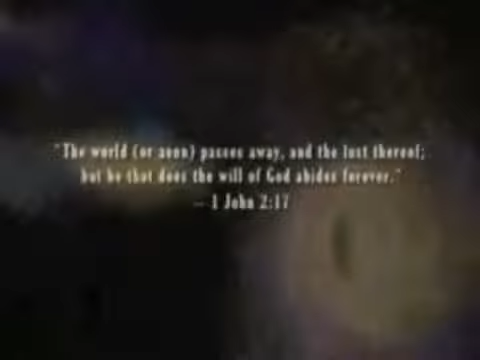 "The world (or aeon) passes away, and the lust thereof;
but he that does the will of God abides forever."
– 1 John 2:17